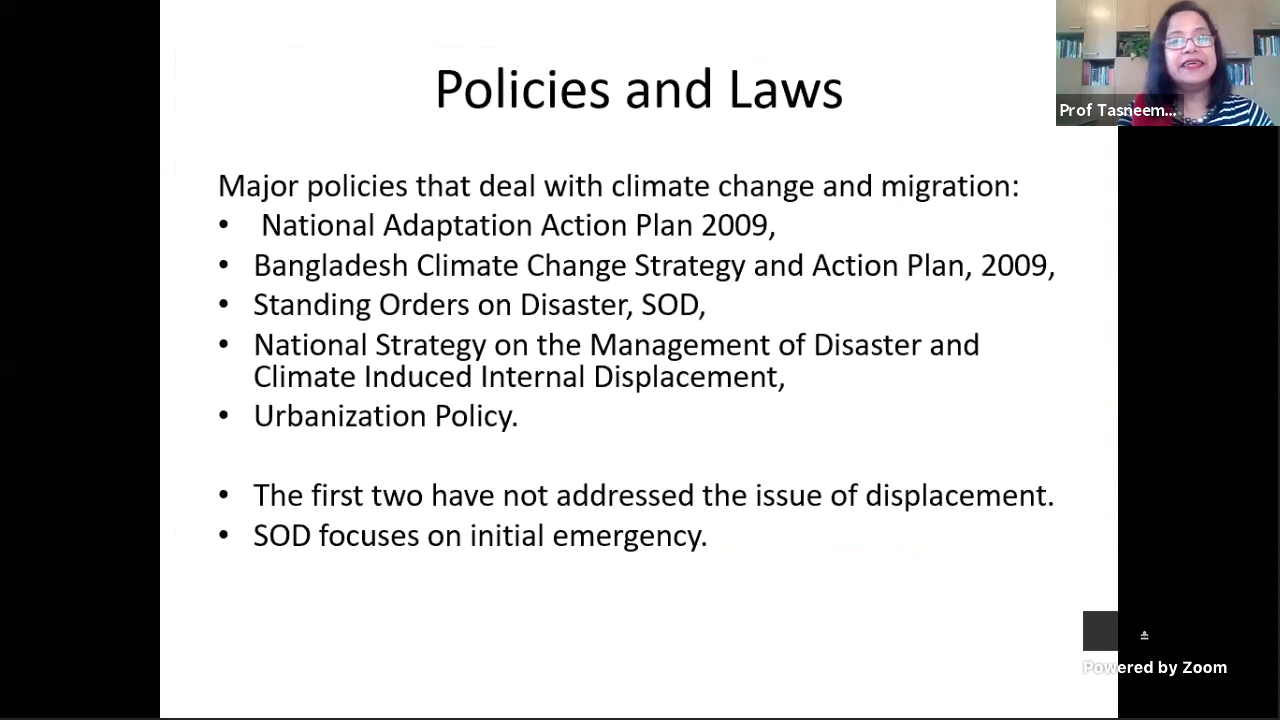 Policies and Laws
Prof Tasneem...
Major policies that deal with climate change and migration:
• National Adaptation Action Plan 2009,
• Bangladesh Climate Change Strategy and Action Plan, 2009,
• Standing Orders on Disaster, SOD,
• National Strategy on the Management of Disaster and
Climate Induced Internal Displacement,
• Urbanization Policy.
• The first two have not addressed the issue of displacement.
• SOD focuses on initial emergency.
Powered by Zoom